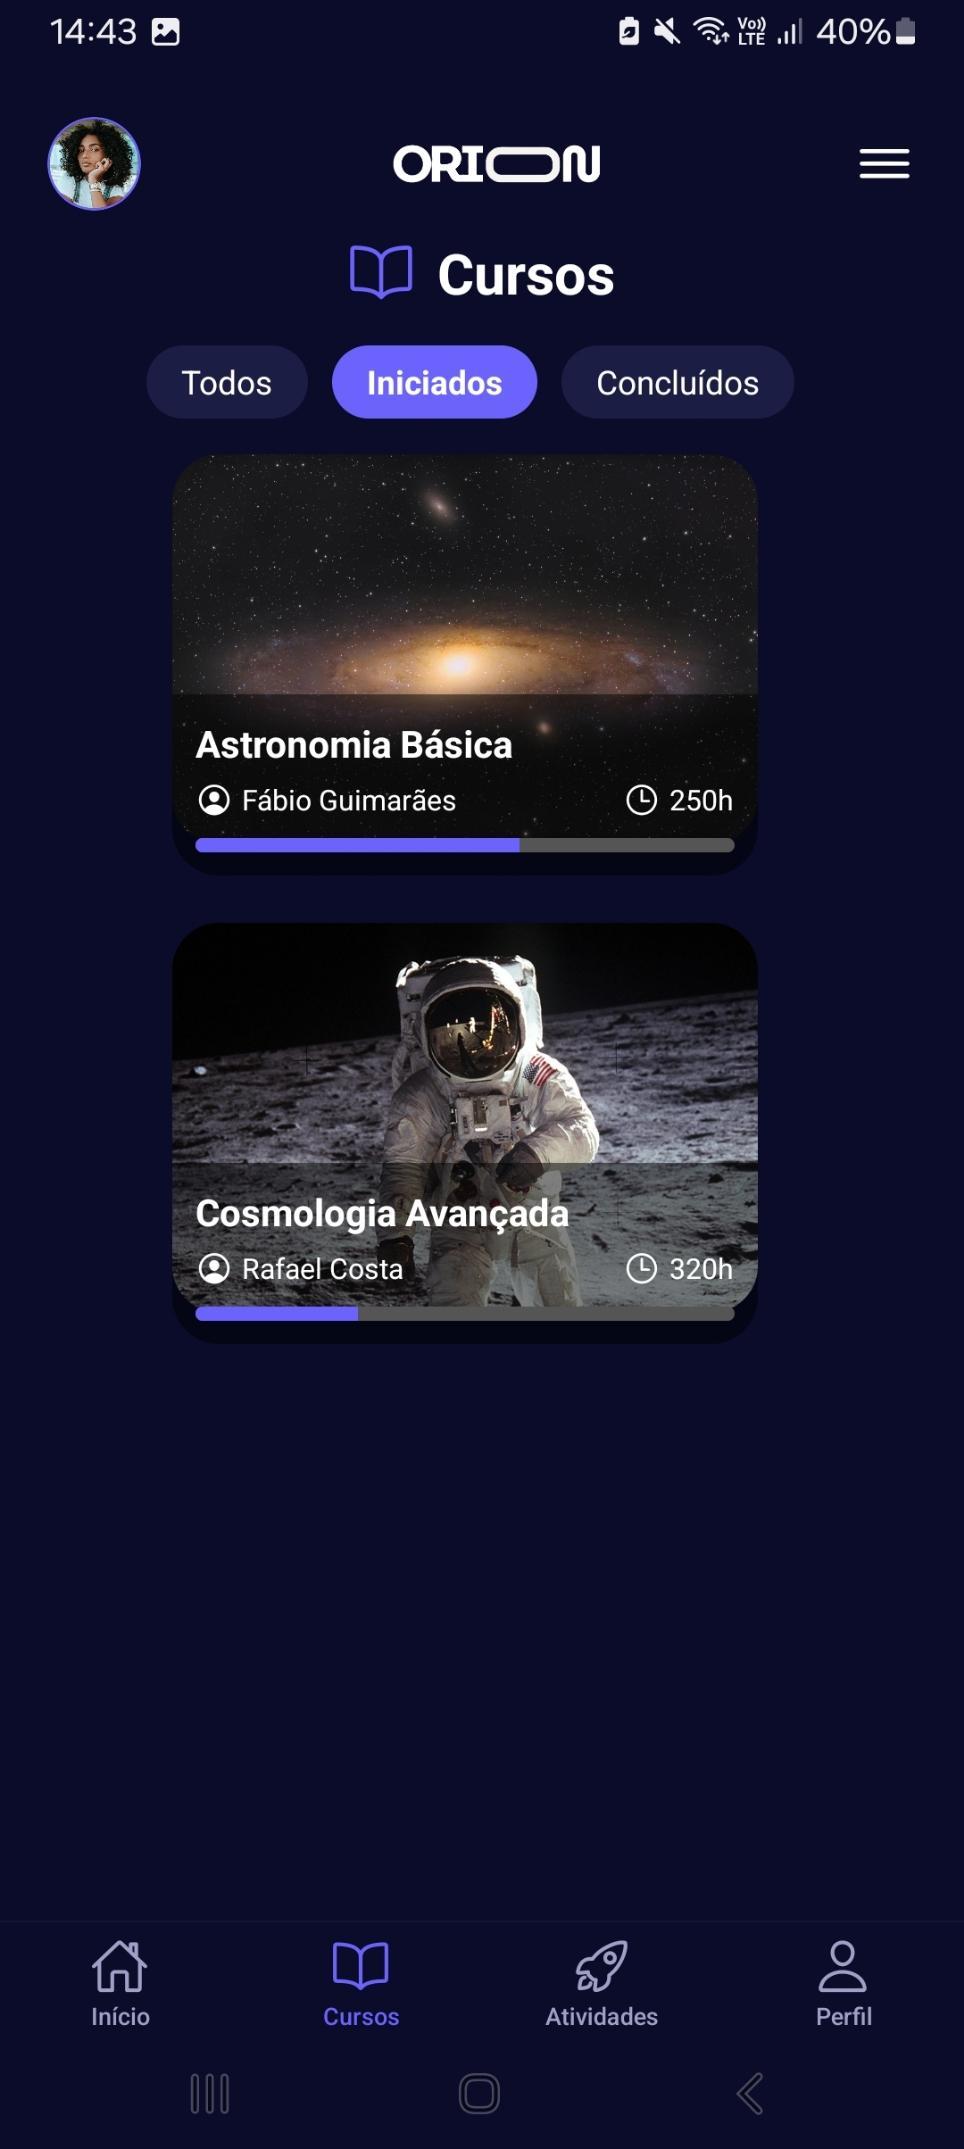 14:43
Vo)) LTE 40%
ORION
Cursos
Todos Iniciados Concluídos
Astronomia Básica
Fábio Guimarães 250h
Cosmologia Avançada
Rafael Costa 320h
Início Cursos Atividades Perfil